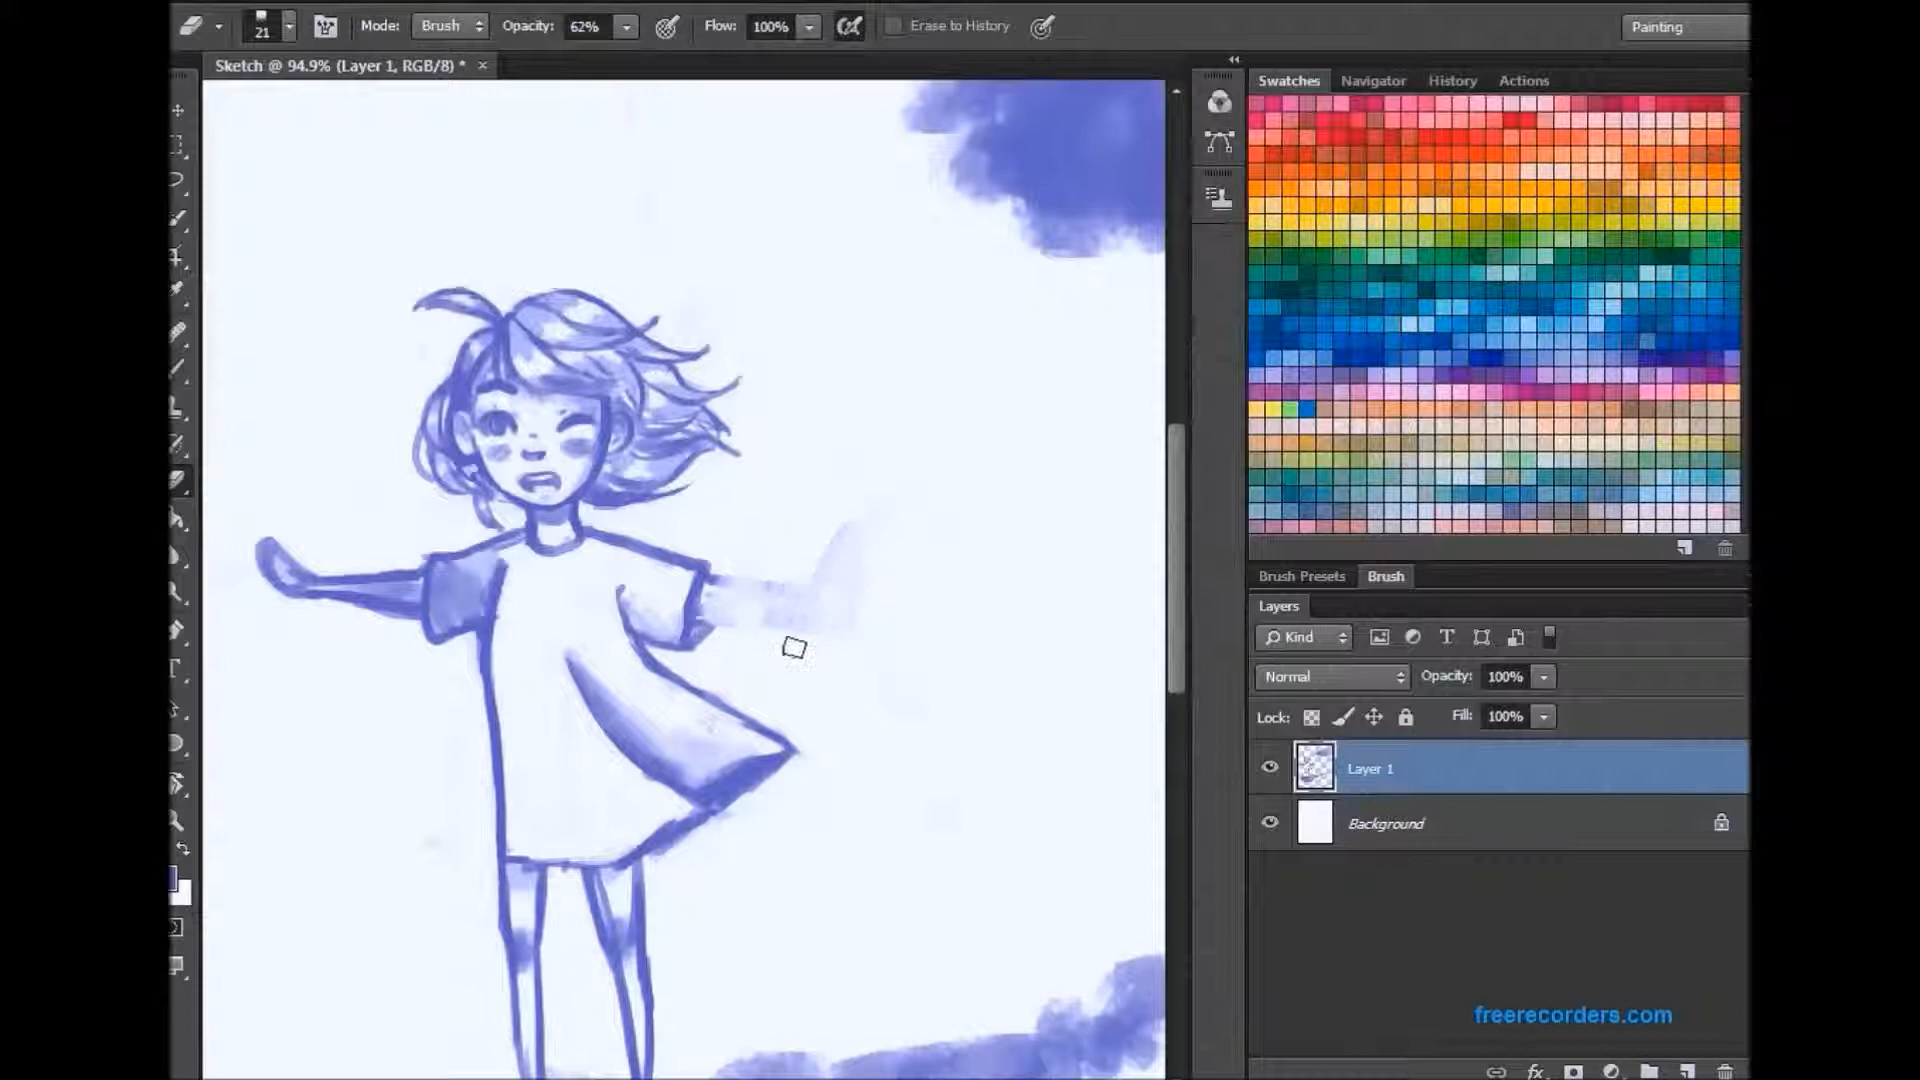 21 Mode: Brush Opacity: 62% Flow: 100% Erase to History Painting
Sketch @ 94.9% (Layer 1, RGB/8) * ×
Swatches Navigator History Actions
Brush Presets Brush
Layers
Kind
Normal Opacity: 100%
Lock: Fill: 100%
Layer 1
Background
freerecorders.com
fx